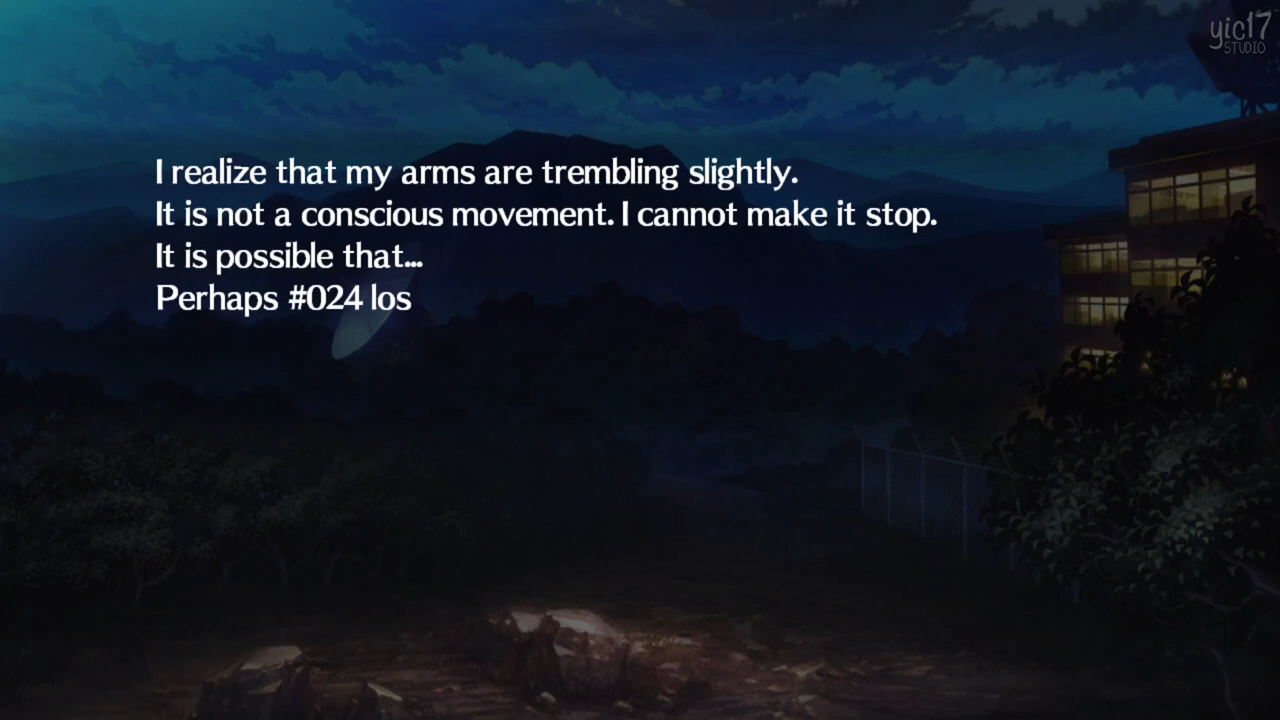 yic17
STUDIO
I realize that my arms are trembling slightly.
It is not a conscious movement. I cannot make it stop.
It is possible that...
Perhaps #024 los